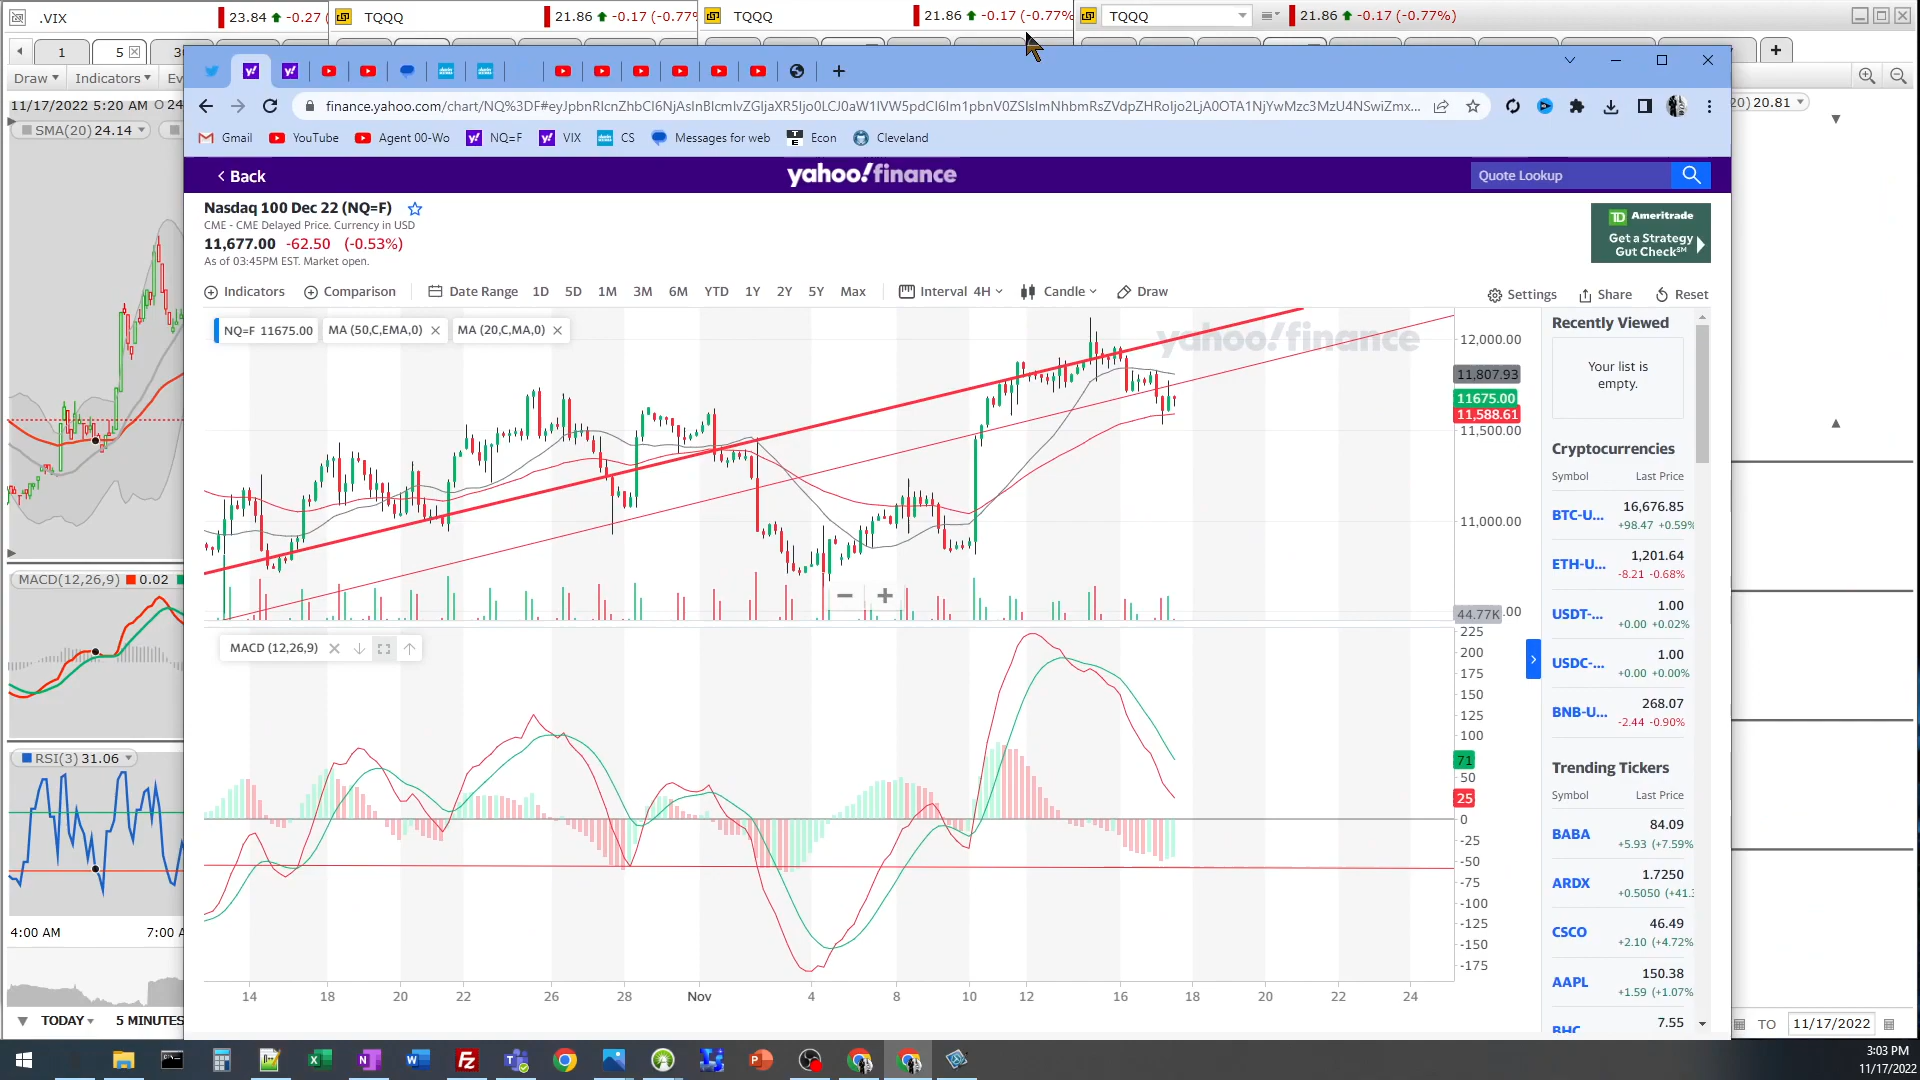 .VIX 23.84 -0.27 ( TQQQ 21.86 -0.17 (-0.77% TQQQ 21.86 -0.17 (-0.77% TQQQ 21.86 -0.17 (-0.77%)
1 5
Draw Indicators
11/17/2022 5:20 AM O
SMA(20) 24.14
20.81
finance.yahoo.com/chart/NQ%3DF#
Gmail YouTube Agent 00-Wo NQ=F VIX CS Messages for web Econ Cleveland
Back
yahoo!finance
Quote Lookup
Nasdaq 100 Dec 22 (NQ=F)
CME - CME Delayed Price. Currency in USD
11,677.00 -62.50 (-0.53%)
As of 03:45PM EST. Market open.
TD Ameritrade
Get a Strategy
Gut Check℠
Indicators Comparison Date Range 1D 5D 1M 3M 6M YTD 1Y 2Y 5Y Max Interval 4H Candle Draw
Settings Share Reset
NQ=F 11675.00 MA (50,C,EMA,0) MA (20,C,MA,0)
yahoo!finance
12,000.00
11,807.93
11675.00
11,588.61
11,500.00
11,000.00
44.77K
MACD (12,26,9)
225
200
175
150
125
100
71
50
25
0
-25
-50
-75
-100
-125
-150
-175
14 18 20 22 26 28 Nov 4 8 10 12 16 18 20 22 24
Recently Viewed
Your list is
empty.
Cryptocurrencies
Symbol Last Price
BTC-U... 16,676.85
+98.47 +0.59%
ETH-U... 1,201.64
-8.21 -0.68%
USDT-... 1.00
+0.00 +0.02%
USDC-... 1.00
+0.00 +0.00%
BNB-U... 268.07
-2.44 -0.90%
Trending Tickers
Symbol Last Price
BABA 84.09
+5.93 (+7.59%
ARDX 1.7250
+0.5050 (+41.
CSCO 46.49
+2.10 (+4.72%
AAPL 150.38
+1.59 (+1.07%
BHC 7.55
MACD(12,26,9) 0.02
RSI(3) 31.06
4:00 AM 7:00
TODAY 5 MINUTES
TO 11/17/2022
3:03 PM
11/17/2022